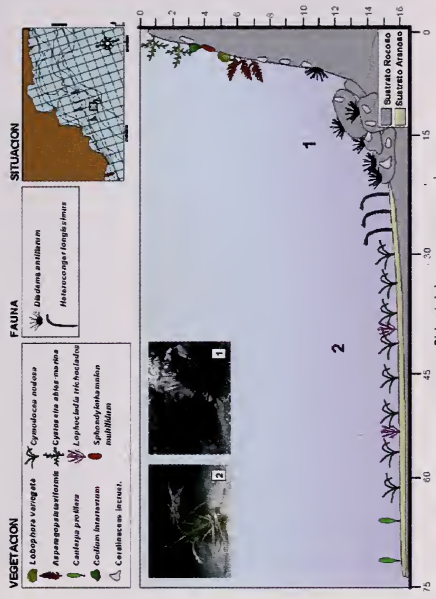 VEGETACION
Lobophora variegata
Asparagopsis taxiformis
Caulerpa prolifera
Codium intertextum
Coralinaceas incrust.
Cymodocea nodosa
Cystoseira abies-marina
Lophocladia trichoclados
Spondylothamnion
multifidum
FAUNA
Diadema antillarum
Heteroconger longissimus
SITUACION
2
1
1
2
Sustrato Rocoso
Sustrato Arenoso
0
-2
-4
-6
-8
-10
-12
-14
-16
75
60
45
30
15
0